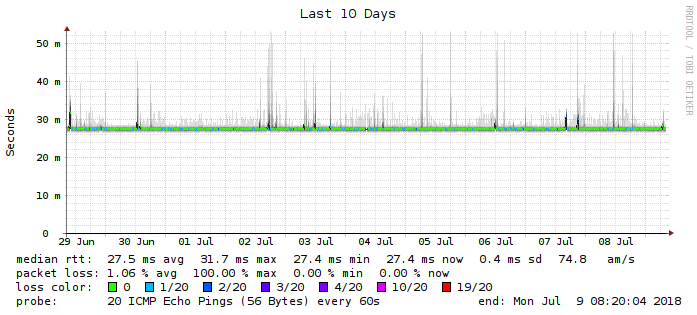 Last 10 Days
RRDTOOL / TOBI OETIKER
Seconds
50 m
40 m
30 m
20 m
10 m
0
29 Jun 30 Jun 01 Jul 02 Jul 03 Jul 04 Jul 05 Jul 06 Jul 07 Jul 08 Jul
median rtt: 27.5 ms avg 31.7 ms max 27.4 ms min 27.4 ms now 0.4 ms sd 74.8 am/s
packet loss: 1.06 % avg 100.00 % max 0.00 % min 0.00 % now
loss color: 0 1/20 2/20 3/20 4/20 10/20 19/20
probe: 20 ICMP Echo Pings (56 Bytes) every 60s end: Mon Jul 9 08:20:04 2018